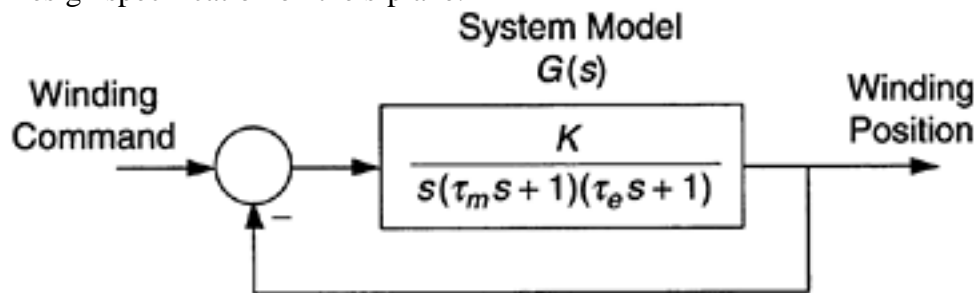 System Model
G(s)
Winding
Command
Winding
Position
K
s(τₘs + 1)(τₑs + 1)
−